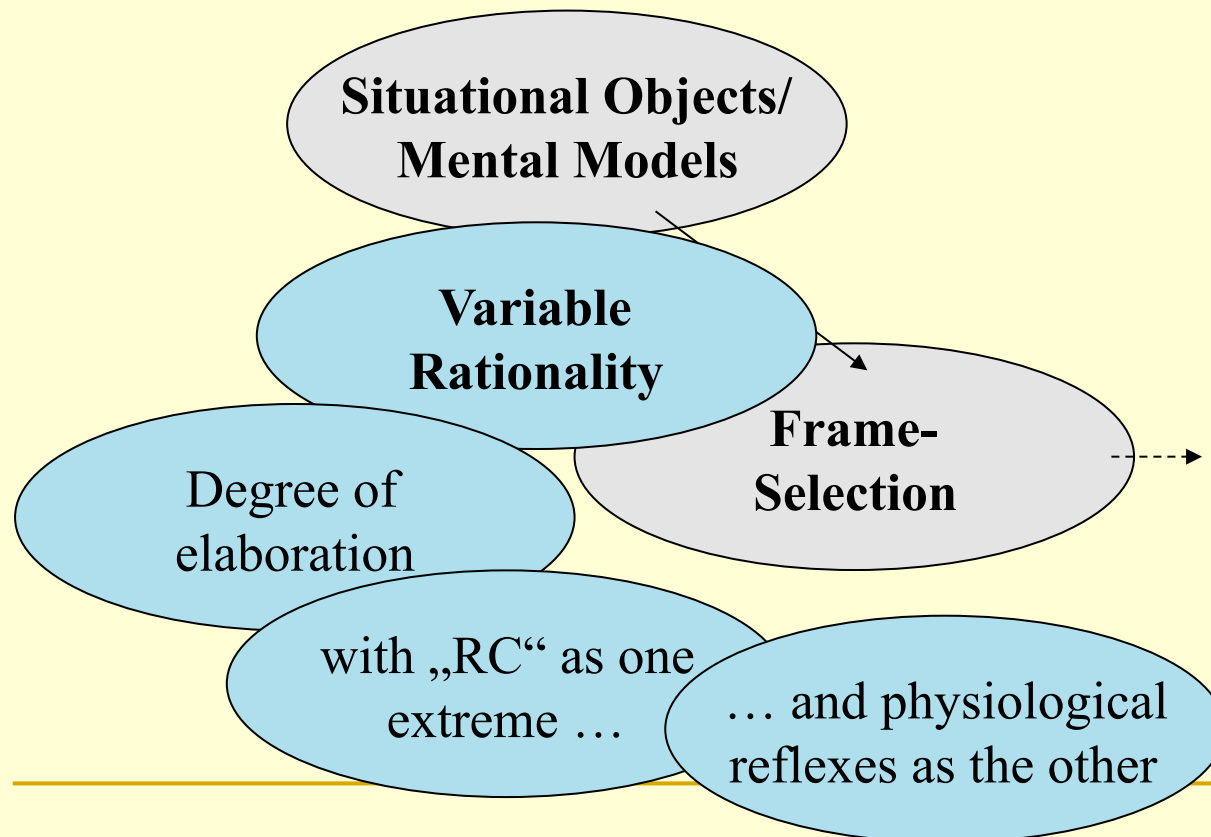 Situational Objects/
Mental Models
Variable
Rationality
Frame-
Selection
Degree of
elaboration
with „RC“ as one
extreme …
… and physiological
reflexes as the other